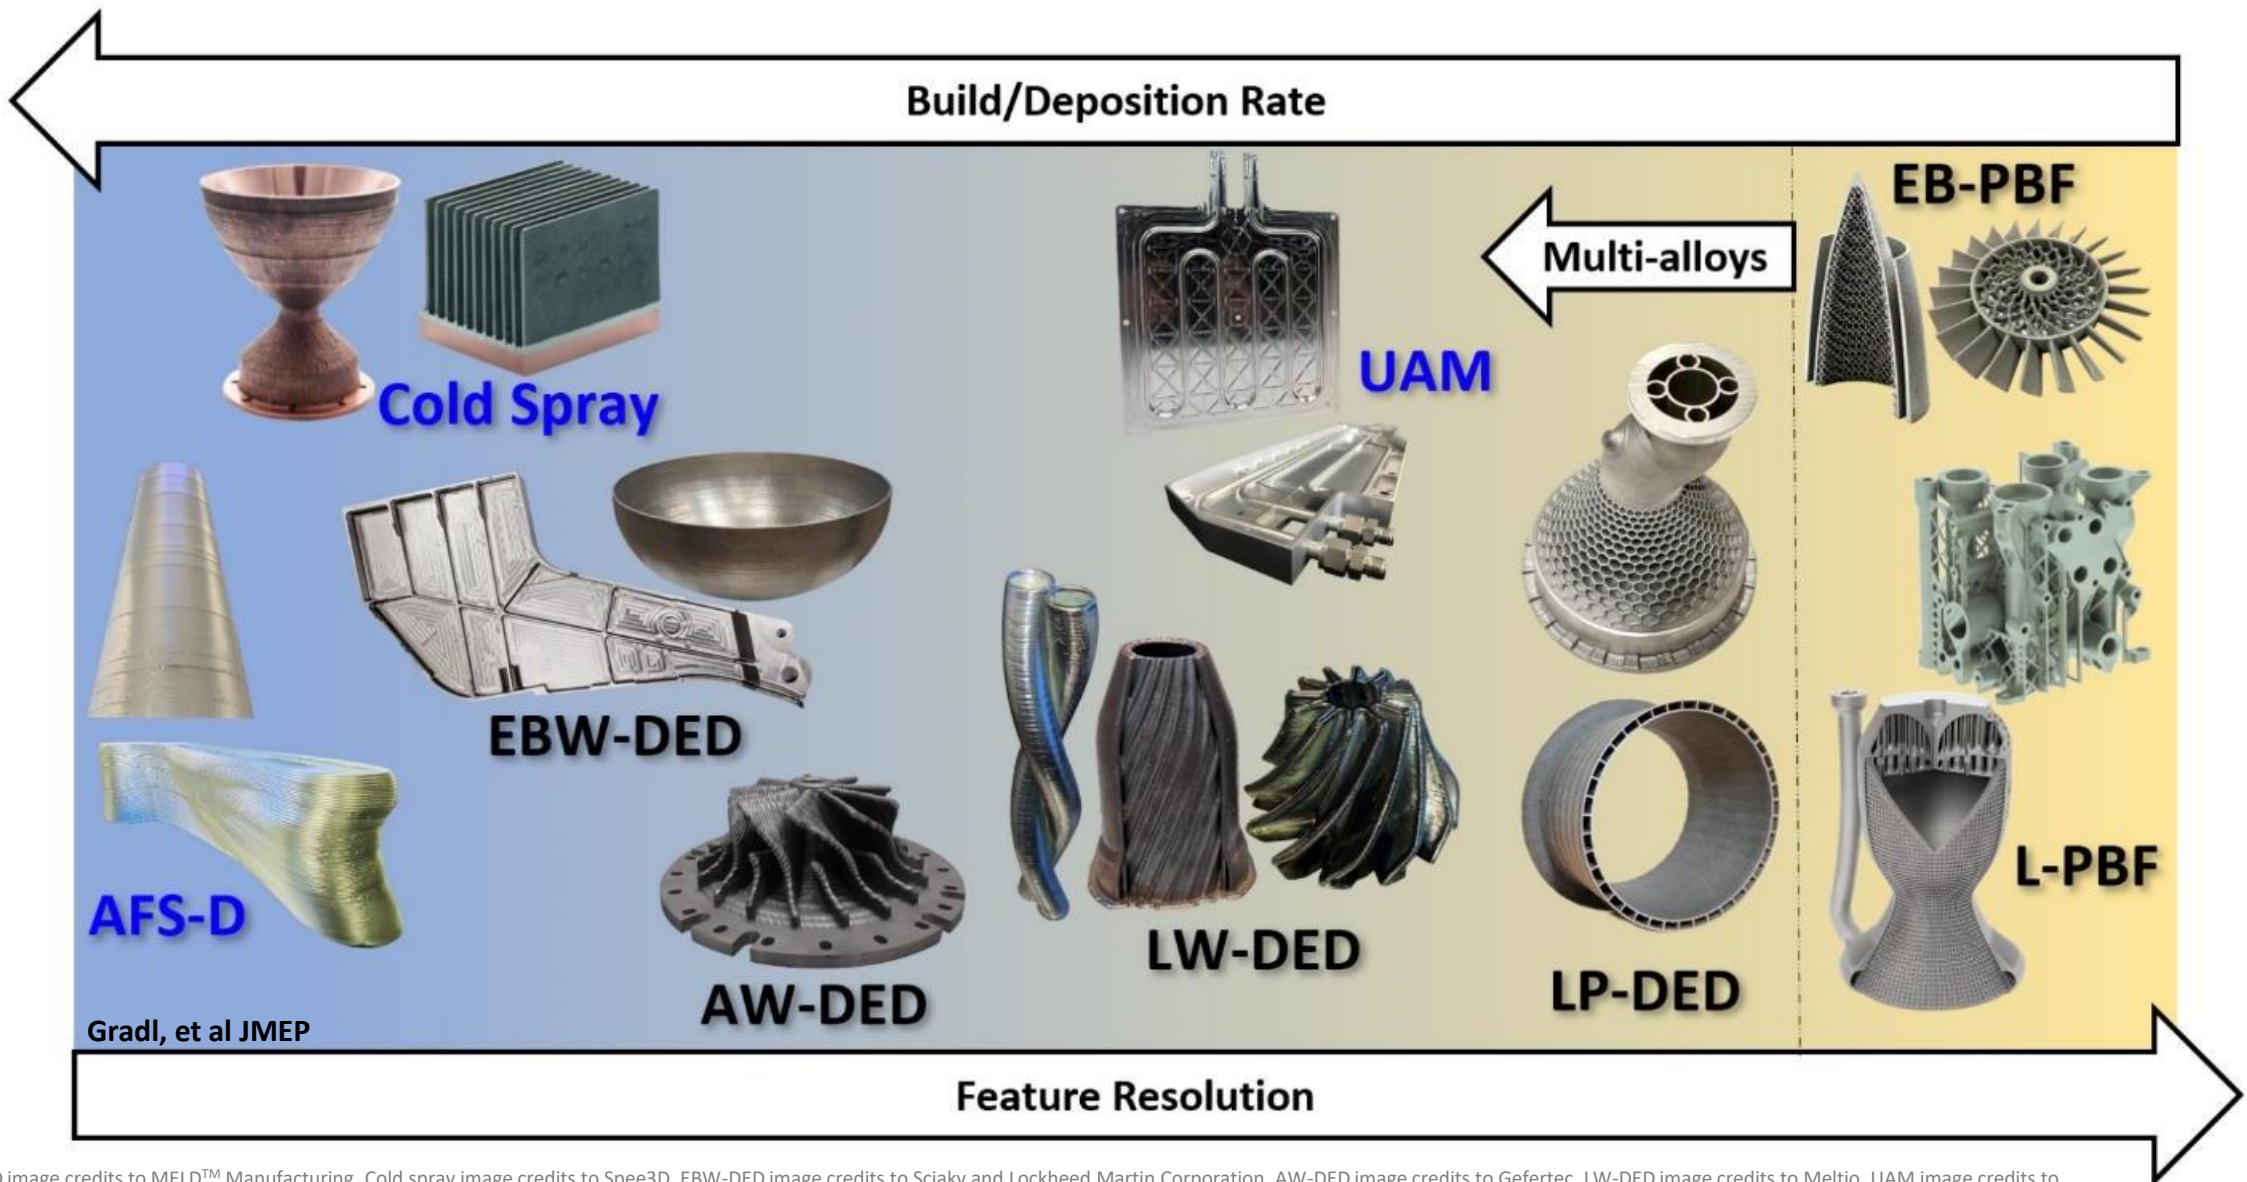 Build/Deposition Rate
EB-PBF
Multi-alloys
UAM
Cold Spray
EBW-DED
L-PBF
AFS-D
LW-DED
LP-DED
AW-DED
Gradl, et al JMEP
Feature Resolution
image credits to MELD™ Manufacturing, Cold spray image credits to Spee3D, EBW-DED image credits to Sciaky and Lockheed Martin Corporation, AW-DED image credits to Gefertec, LW-DED image credits to Meltio, UAM image credits to